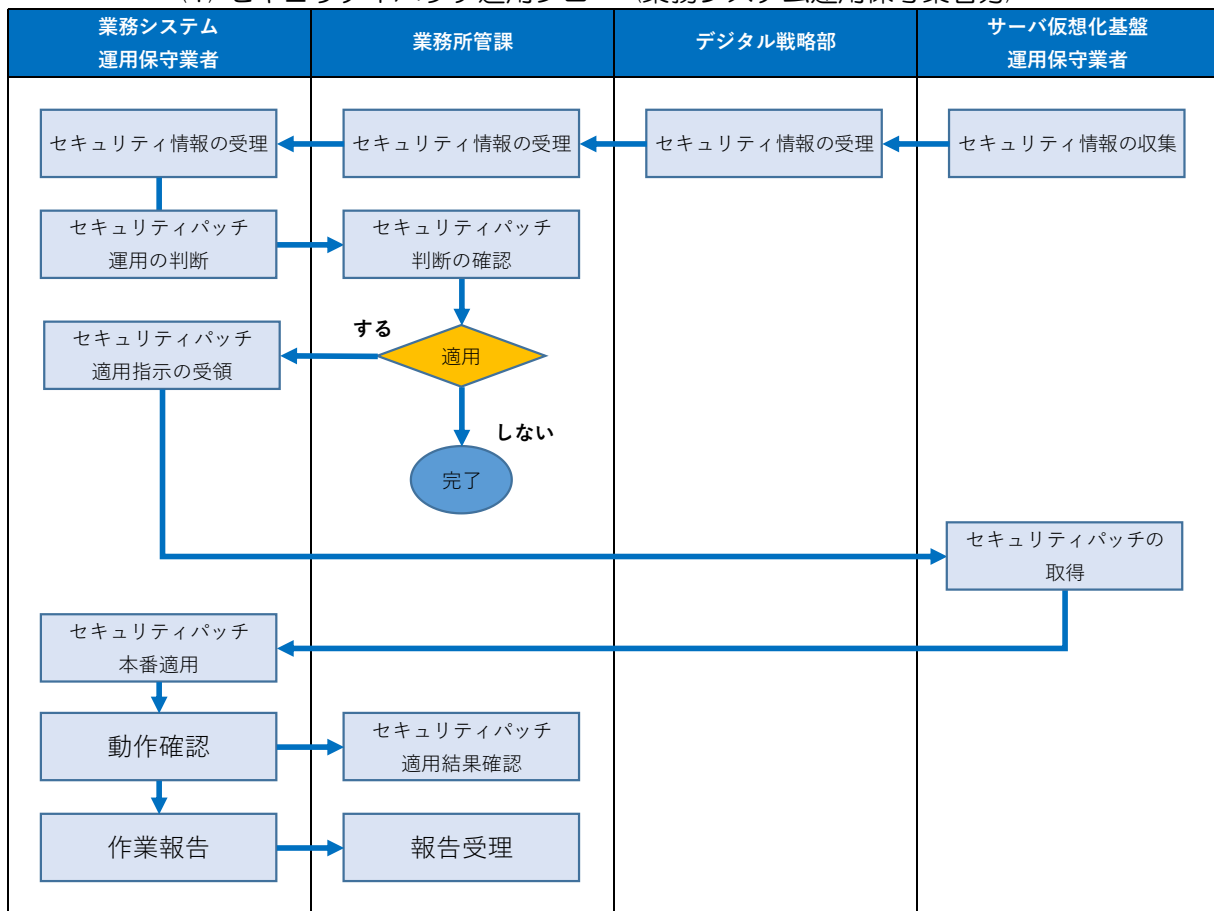 業務システム
運用保守業者
業務所管課
デジタル戦略部
サーバ仮想化基盤
運用保守業者
セキュリティ情報の受理
セキュリティ情報の受理
セキュリティ情報の受理
セキュリティ情報の収集
セキュリティパッチ
運用の判断
セキュリティパッチ
判断の確認
セキュリティパッチ
適用指示の受領
する
適用
しない
完了
セキュリティパッチの
取得
セキュリティパッチ
本番適用
動作確認
セキュリティパッチ
適用結果確認
作業報告
報告受理